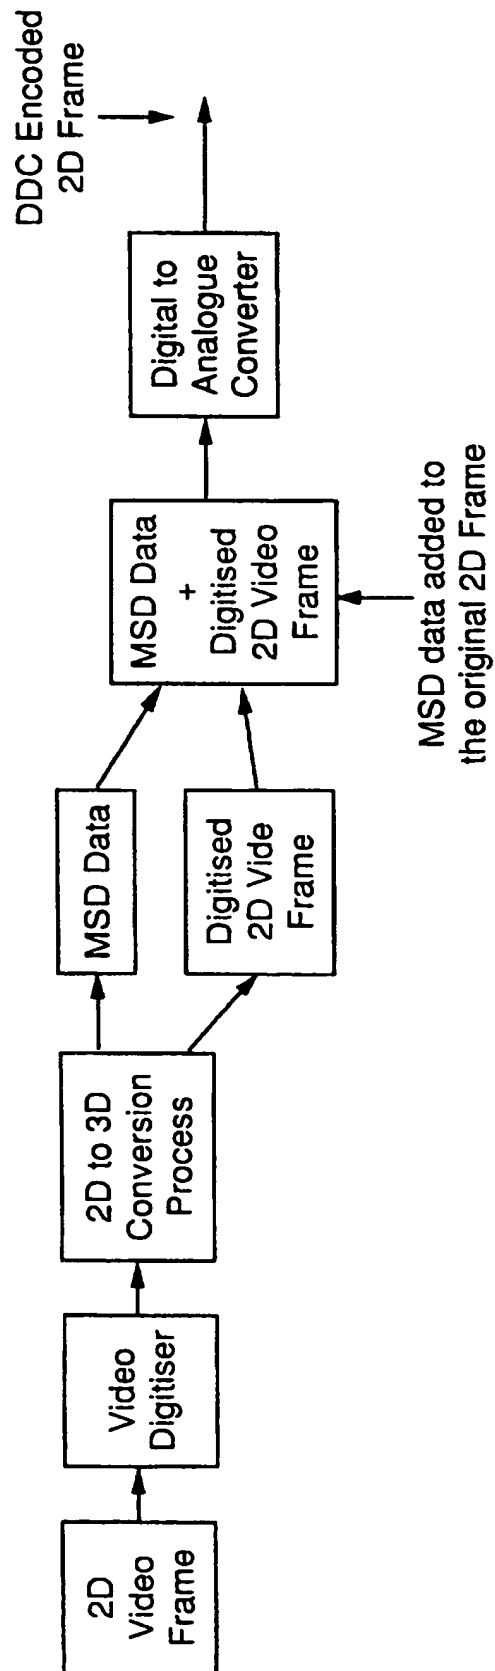 2D
Video
Frame
Video
Digitiser
2D to 3D
Conversion
Process
MSD Data
Digitised
2D Vide
Frame
MSD Data
+
Digitised
2D Video
Frame
MSD data added to
the original 2D Frame
Digital to
Analogue
Converter
DDC Encoded
2D Frame